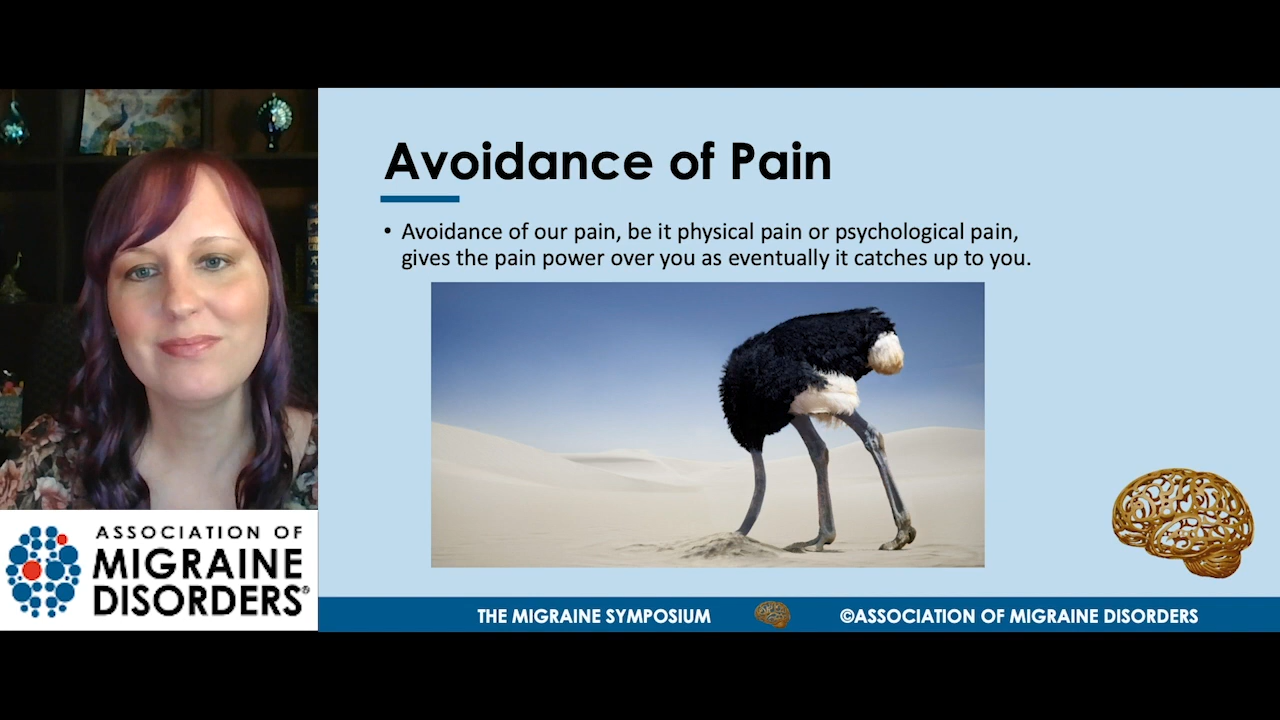 Avoidance of Pain
• Avoidance of our pain, be it physical pain or psychological pain,
gives the pain power over you as eventually it catches up to you.
ASSOCIATION OF
MIGRAINE
DISORDERS®
THE MIGRAINE SYMPOSIUM
©ASSOCIATION OF MIGRAINE DISORDERS